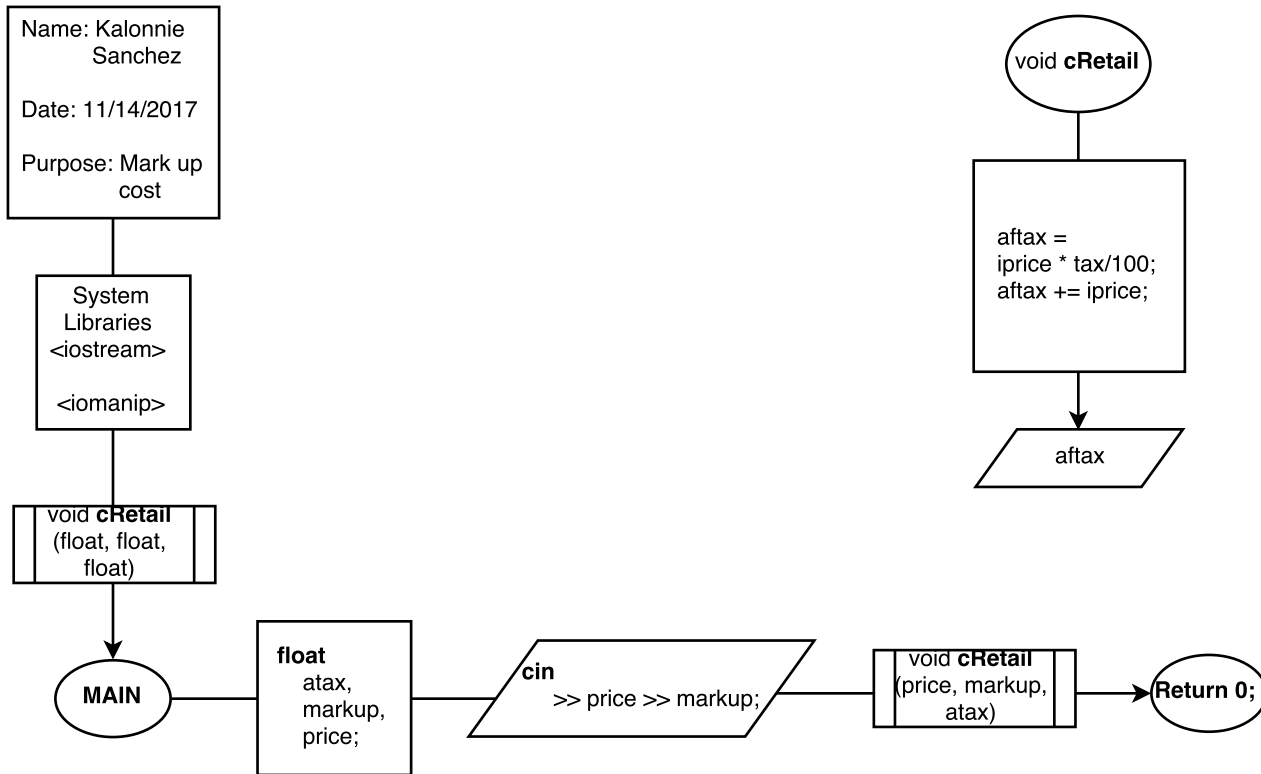 Name: Kalonnie
Sanchez
Date: 11/14/2017
Purpose: Mark up
cost
System
Libraries
<iostream>
<iomanip>
void cRetail
(float, float,
float)
MAIN
float
atax,
markup,
price;
cin
>> price >> markup;
void cRetail
(price, markup,
atax)
Return 0;
void cRetail
aftax =
iprice * tax/100;
aftax += iprice;
aftax